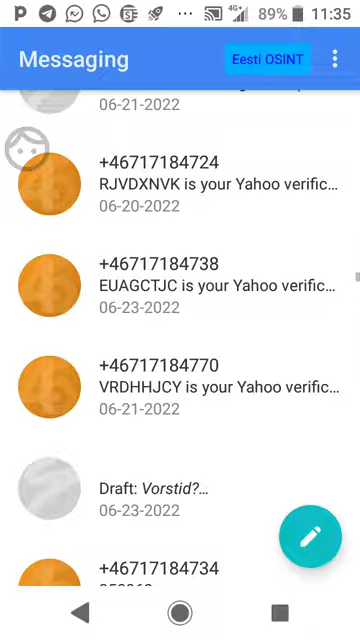 89% 11:35
Messaging
Eesti OSINT
06-21-2022
+46717184724
RJVDXNVK is your Yahoo verific...
06-20-2022
+46717184738
EUAGCTJC is your Yahoo verific...
06-23-2022
+46717184770
VRDHHJCY is your Yahoo verific...
06-21-2022
Draft: Vorstid?...
06-23-2022
+46717184734